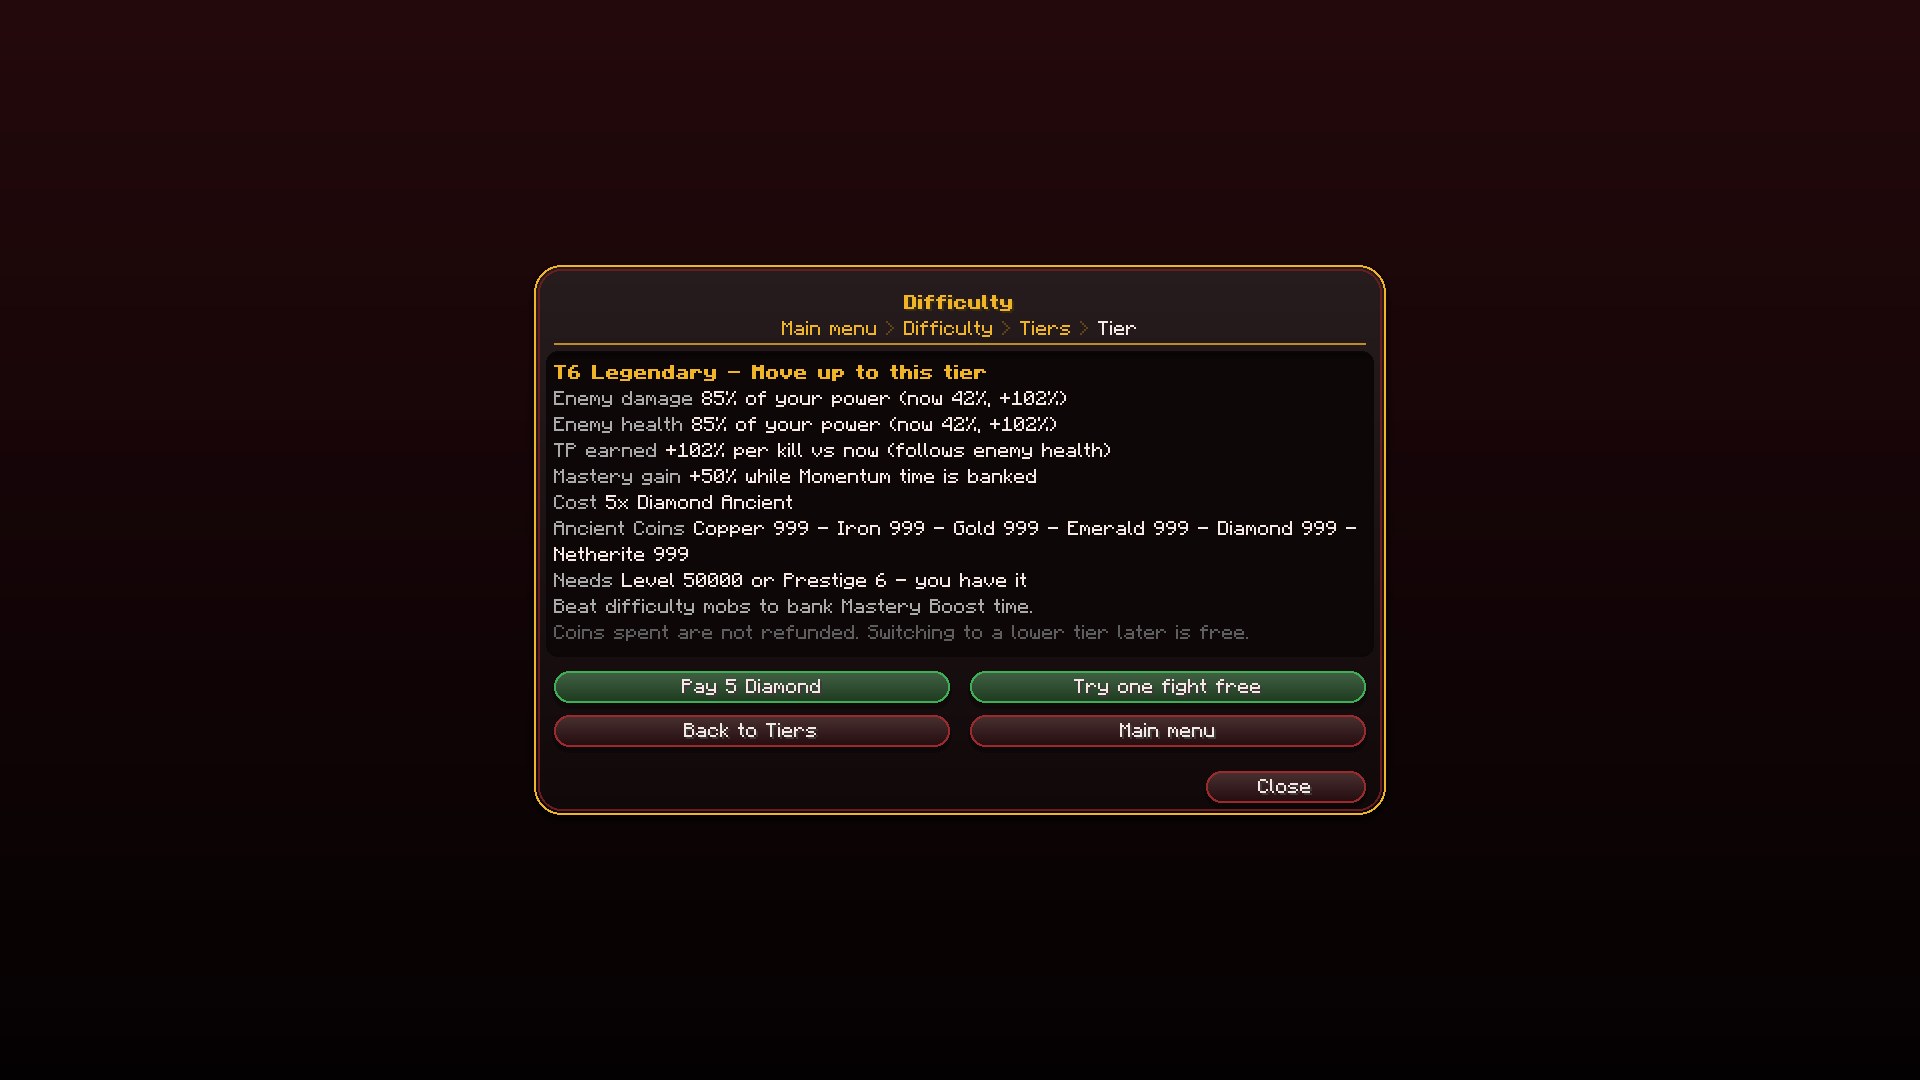 Difficulty
Main menu > Difficulty > Tiers > Tier
T6 Legendary – Move up to this tier
Enemy damage 85% of your power (now 42%, +102%)
Enemy health 85% of your power (now 42%, +102%)
TP earned +102% per kill vs now (follows enemy health)
Mastery gain +50% while Momentum time is banked
Cost 5x Diamond Ancient
Ancient Coins Copper 999 – Iron 999 – Gold 999 – Emerald 999 – Diamond 999 –
Netherite 999
Needs Level 50000 or Prestige 6 – you have it
Beat difficulty mobs to bank Mastery Boost time.
Coins spent are not refunded. Switching to a lower tier later is free.
Pay 5 Diamond
Try one fight free
Back to Tiers
Main menu
Close